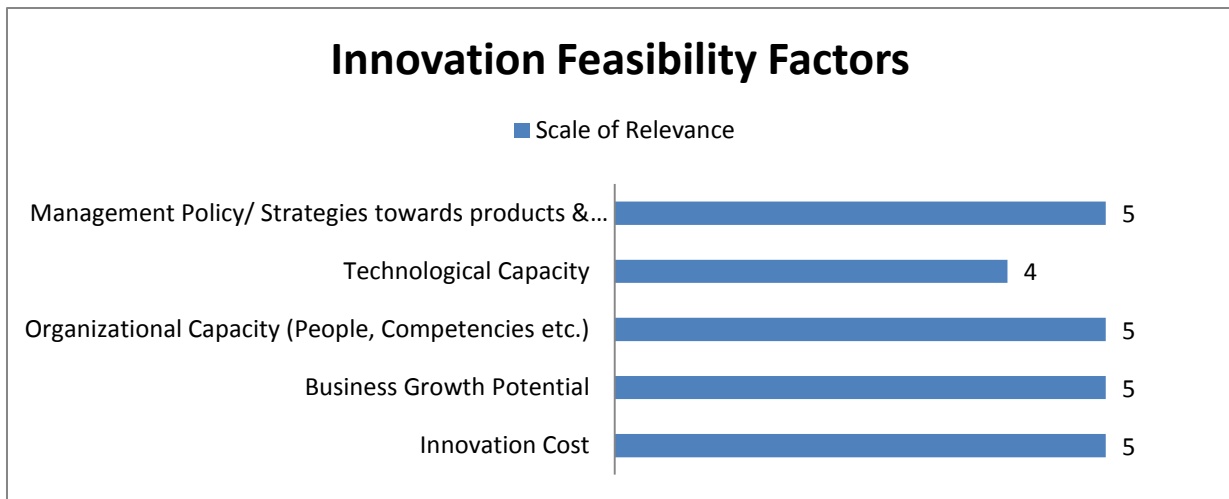 Innovation Feasibility Factors
Scale of Relevance
Management Policy/ Strategies towards products &… 5
Technological Capacity 4
Organizational Capacity (People, Competencies etc.) 5
Business Growth Potential 5
Innovation Cost 5